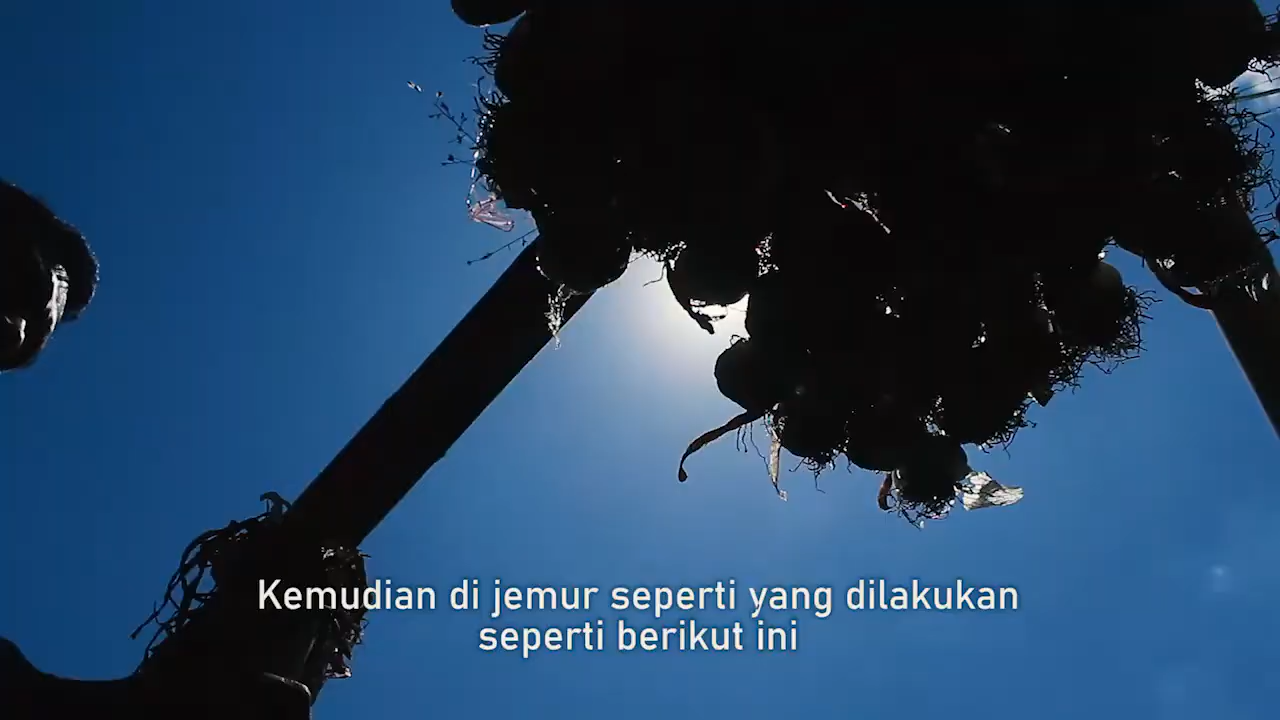 Kemudian di jemur seperti yang dilakukan
seperti berikut ini